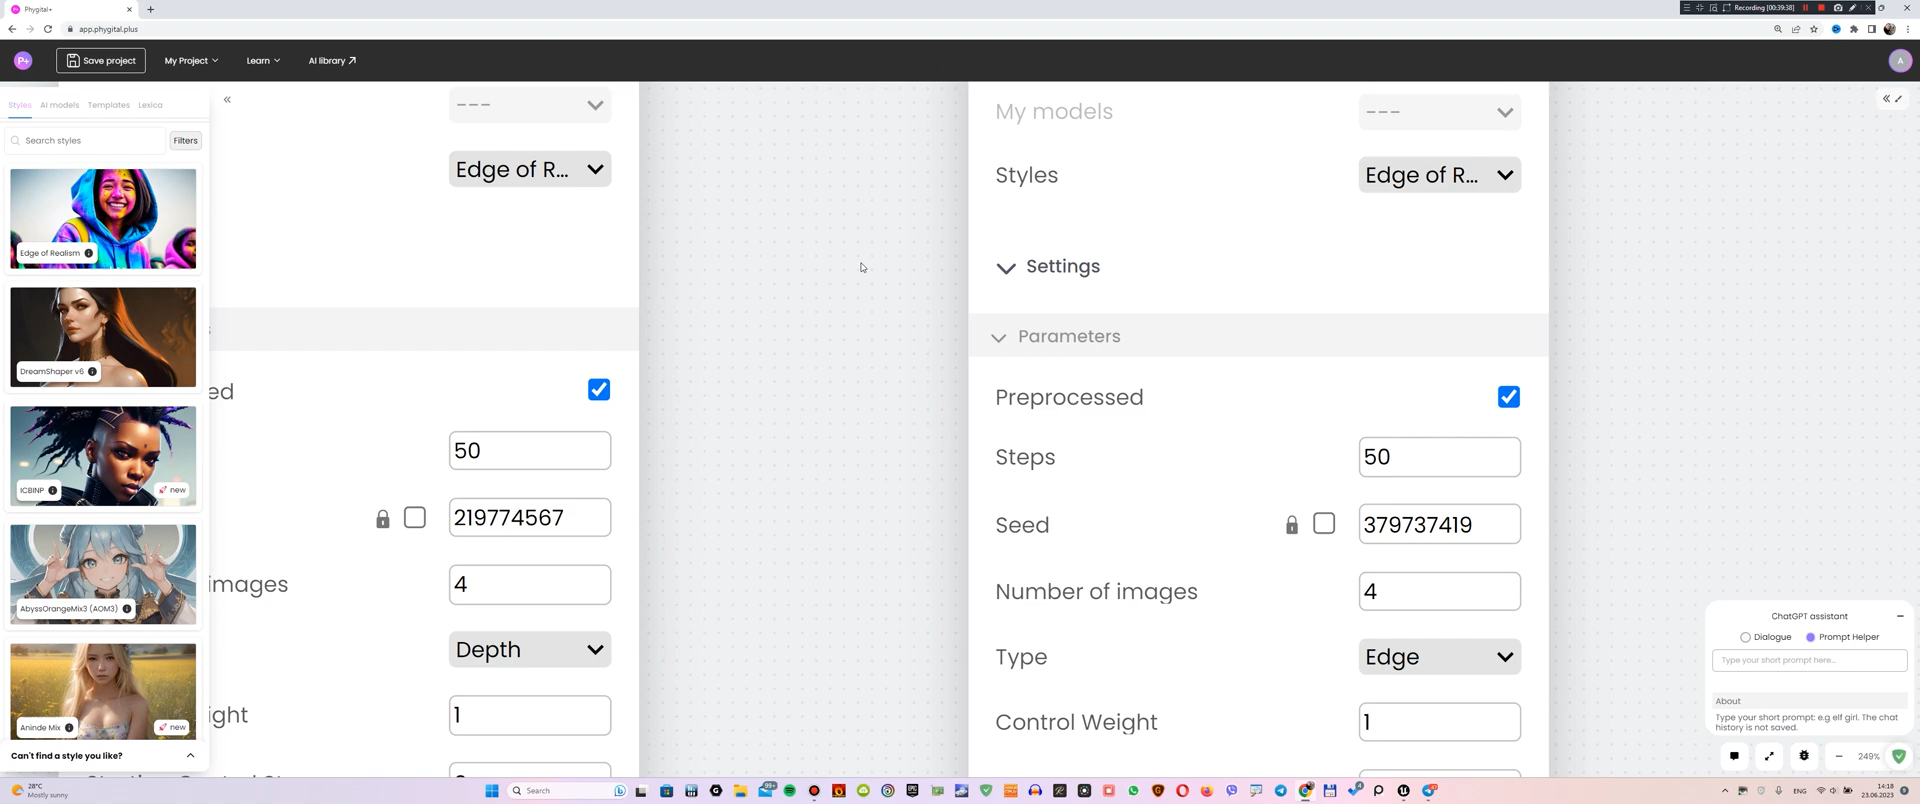 Phygital+
Recording [00:39:38]
app.phygital.plus
P+
Save project
My Project
Learn
AI library
A
Styles
AI models
Templates
Lexica
Search styles
Filters
Edge of Realism
DreamShaper v6
ICBINP
new
AbyssOrangeMix3 (AOM3)
Aninde Mix
new
Can't find a style you like?
---
Edge of R...
ed
50
219774567
images
4
Depth
ight
1
My models
---
Styles
Edge of R...
Settings
Parameters
Preprocessed
Steps
50
Seed
379737419
Number of images
4
Type
Edge
Control Weight
1
ChatGPT assistant
Dialogue
Prompt Helper
Type your short prompt here...
About
Type your short prompt: e.g elf girl. The chat
history is not saved.
249%
28°C
Mostly sunny
Search
99+
ENG
14:18
23.06.2023